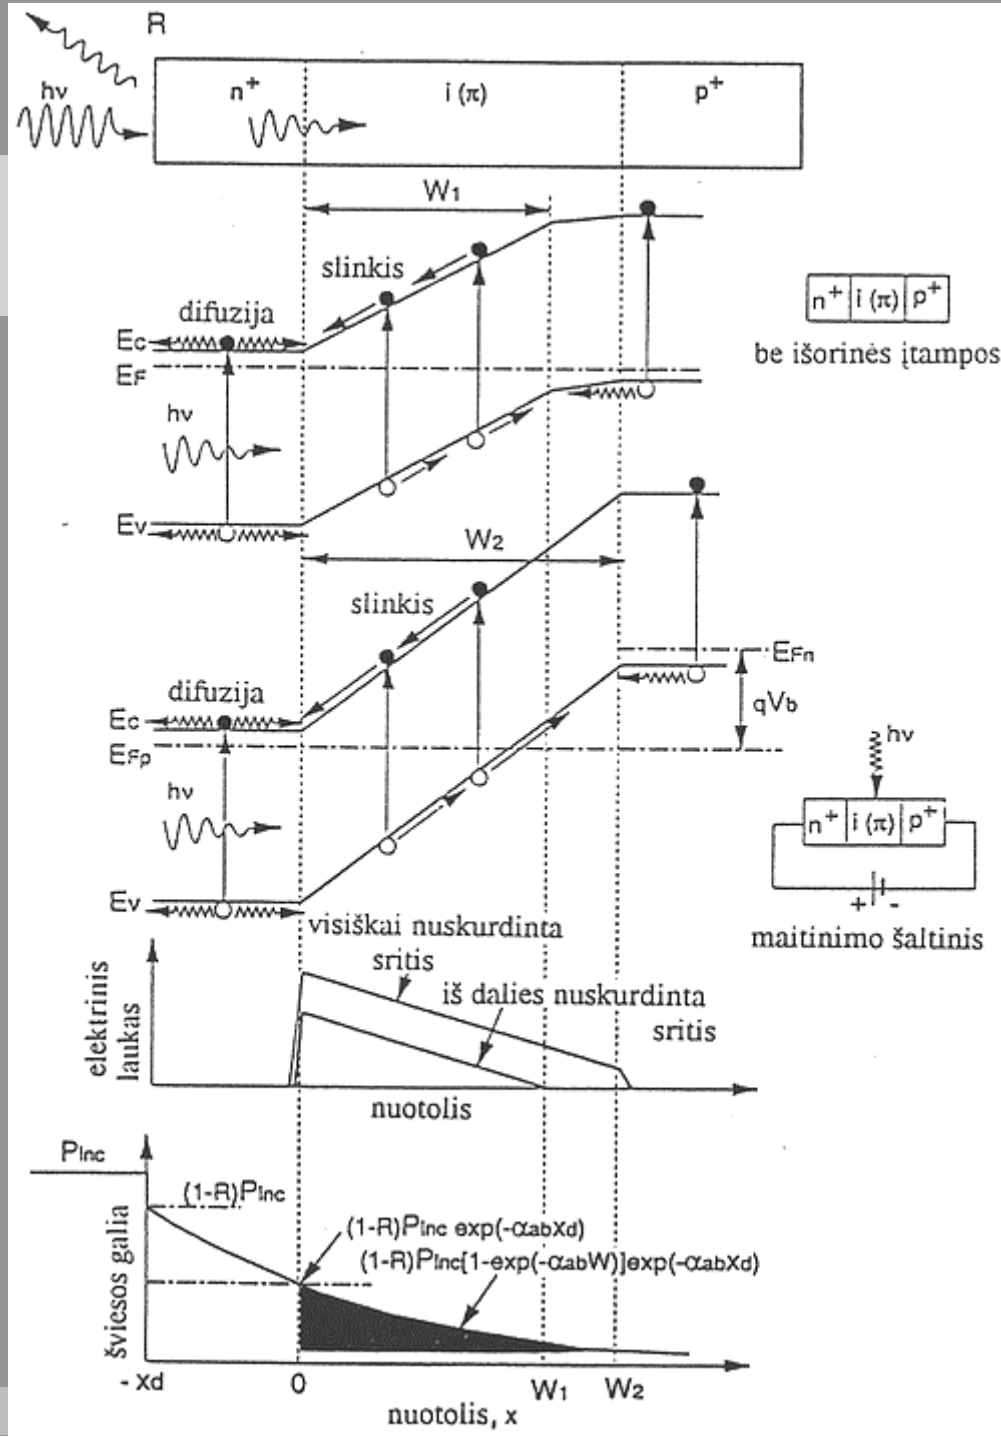 R
hν
n⁺
i (π)
p⁺
W₁
slinkis
difuzija
Ec
EF
n⁺ i (π) p⁺
be išorinės įtampos
hν
Ev
W₂
slinkis
difuzija
Ec
EFp
EFn
qVb
hν
hν
n⁺ i (π) p⁺
+ -
maitinimo šaltinis
Ev
visiškai nuskurdinta
sritis
iš dalies nuskurdinta
sritis
elektrinis
laukas
nuotolis
Pinc
(1-R)Pinc
(1-R)Pinc exp(-αabXd)
(1-R)Pinc[1-exp(-αabW)]exp(-αabXd)
šviesos galia
- Xd
0
W₁
W₂
nuotolis, x